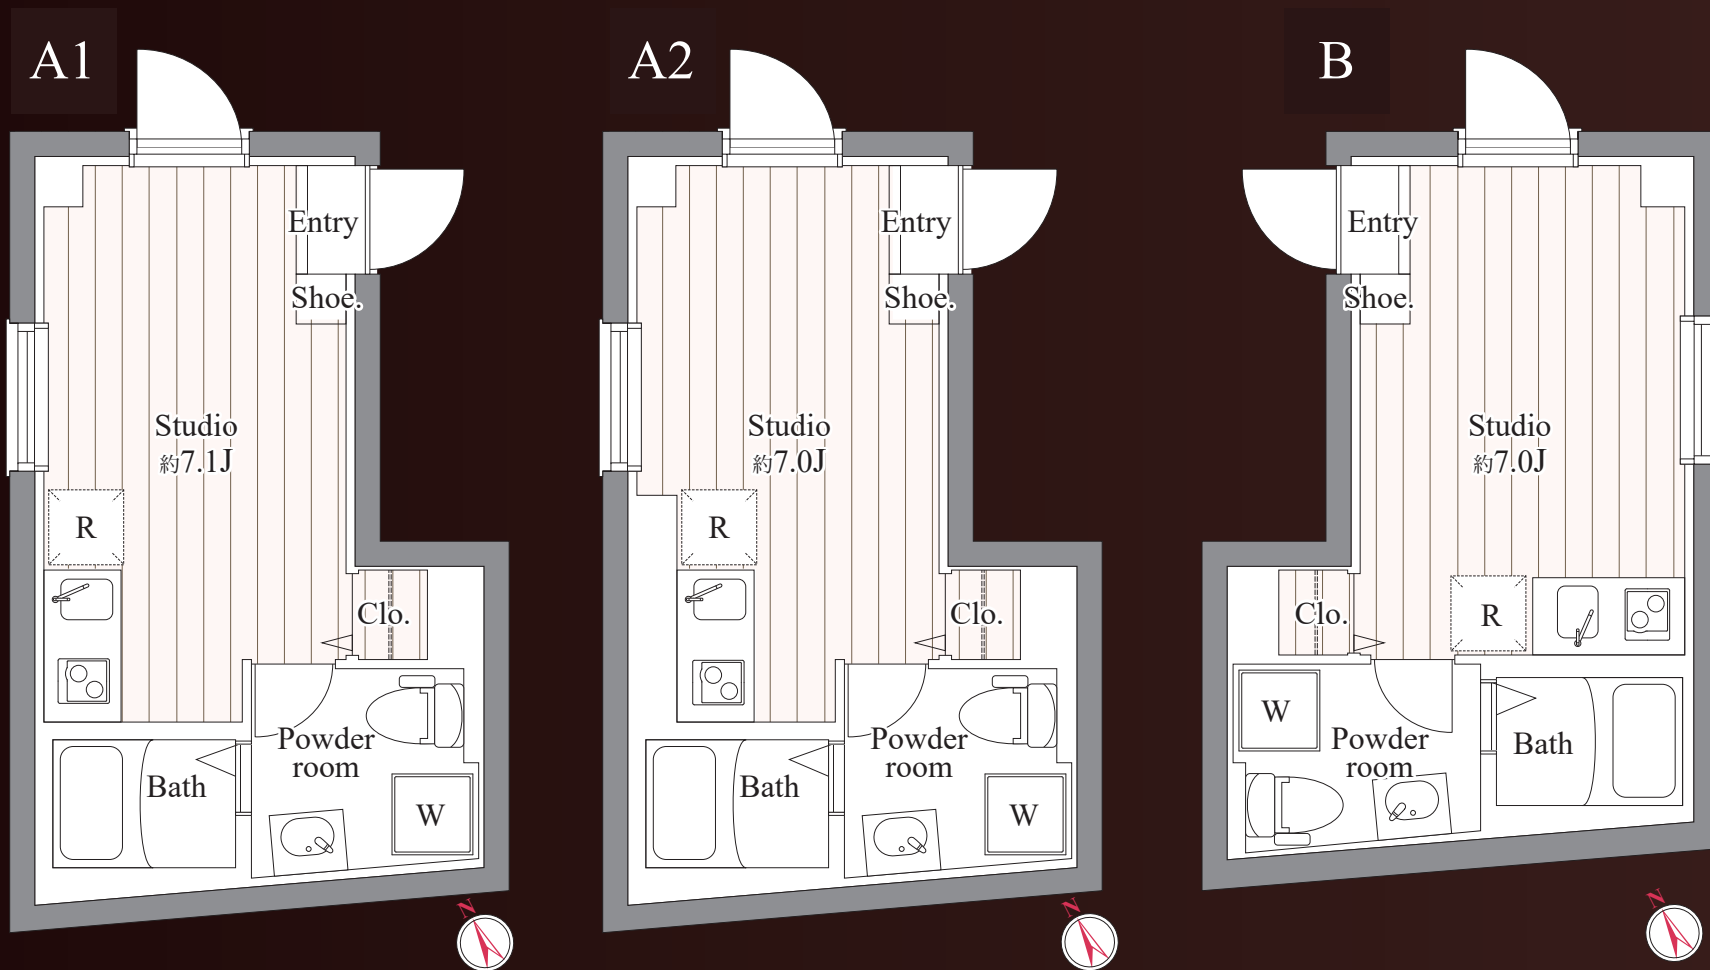 A1
Entry
Shoe.
Studio
約7.1J
R
Clo.
Powder
room
Bath
W
N
A2
Entry
Shoe.
Studio
約7.0J
R
Clo.
Powder
room
Bath
W
N
B
Entry
Shoe.
Studio
約7.0J
Clo.
R
W
Powder
room
Bath
N